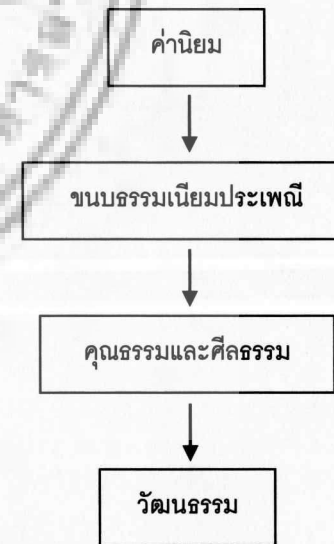 ค่านิยม
ขนบธรรมเนียมประเพณี
คุณธรรมและศีลธรรม
วัฒนธรรม